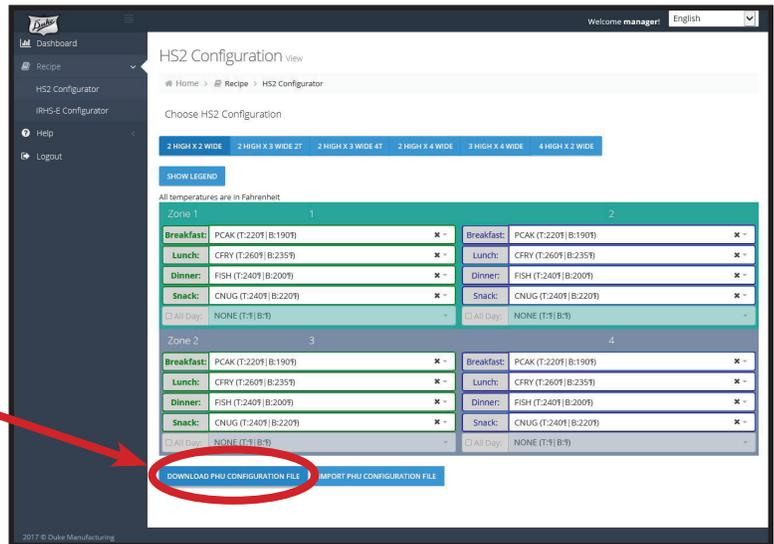 Duke
Welcome manager! English
Dashboard
Recipe
HS2 Configurator
IRHS-E Configurator
Help
Logout
HS2 Configuration View
Home > Recipe > HS2 Configurator
Choose HS2 Configuration
2 HIGH X 2 WIDE 2 HIGH X 3 WIDE 2T 2 HIGH X 3 WIDE 4T 2 HIGH X 4 WIDE 3 HIGH X 4 WIDE 4 HIGH X 2 WIDE
SHOW LEGEND
All temperatures are in Fahrenheit
Zone 1 1 2
Breakfast: PCAK (T:220°F|B:190°F) Breakfast: PCAK (T:220°F|B:190°F)
Lunch: CFRY (T:260°F|B:235°F) Lunch: CFRY (T:260°F|B:235°F)
Dinner: FISH (T:240°F|B:200°F) Dinner: FISH (T:240°F|B:200°F)
Snack: CNUG (T:240°F|B:220°F) Snack: CNUG (T:240°F|B:220°F)
All Day: NONE (T:°F|B:°F) All Day: NONE (T:°F|B:°F)
Zone 2 3 4
Breakfast: PCAK (T:220°F|B:190°F) Breakfast: PCAK (T:220°F|B:190°F)
Lunch: CFRY (T:260°F|B:235°F) Lunch: CFRY (T:260°F|B:235°F)
Dinner: FISH (T:240°F|B:200°F) Dinner: FISH (T:240°F|B:200°F)
Snack: CNUG (T:240°F|B:220°F) Snack: CNUG (T:240°F|B:220°F)
All Day: NONE (T:°F|B:°F) All Day: NONE (T:°F|B:°F)
DOWNLOAD PHU CONFIGURATION FILE IMPORT PHU CONFIGURATION FILE
2017 © Duke Manufacturing